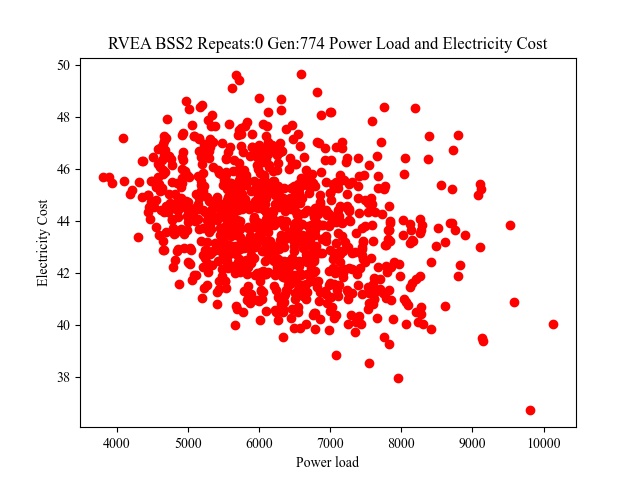 RVEA BSS2 Repeats:0 Gen:774 Power Load and Electricity Cost
50
48
46
44
42
40
38
Electricity Cost
4000 5000 6000 7000 8000 9000 10000
Power load